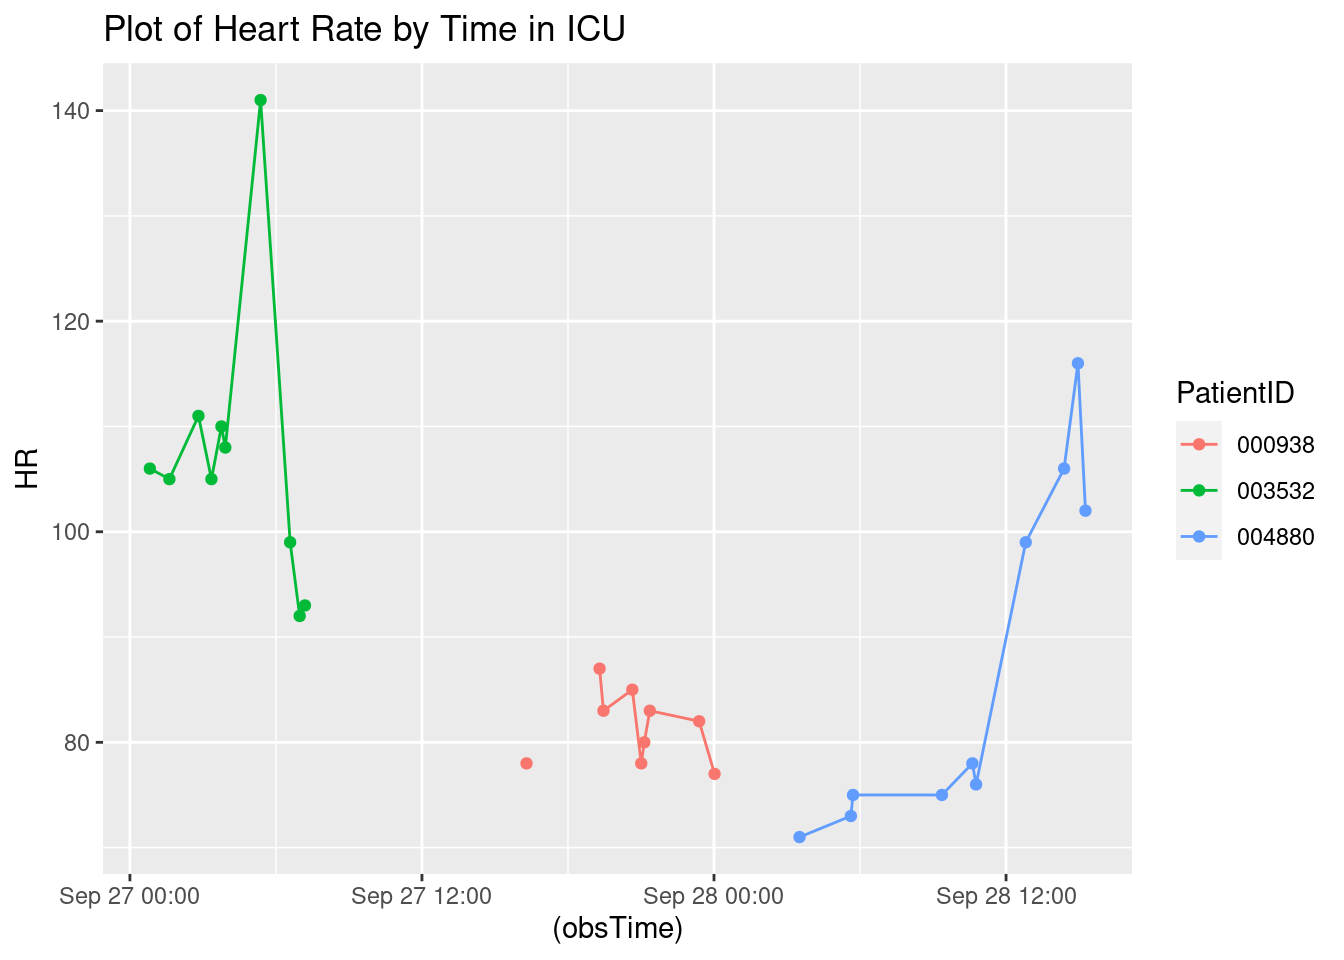 Plot of Heart Rate by Time in ICU
140
120
100
80
HR
Sep 27 00:00
Sep 27 12:00
Sep 28 00:00
Sep 28 12:00
(obsTime)
PatientID
000938
003532
004880